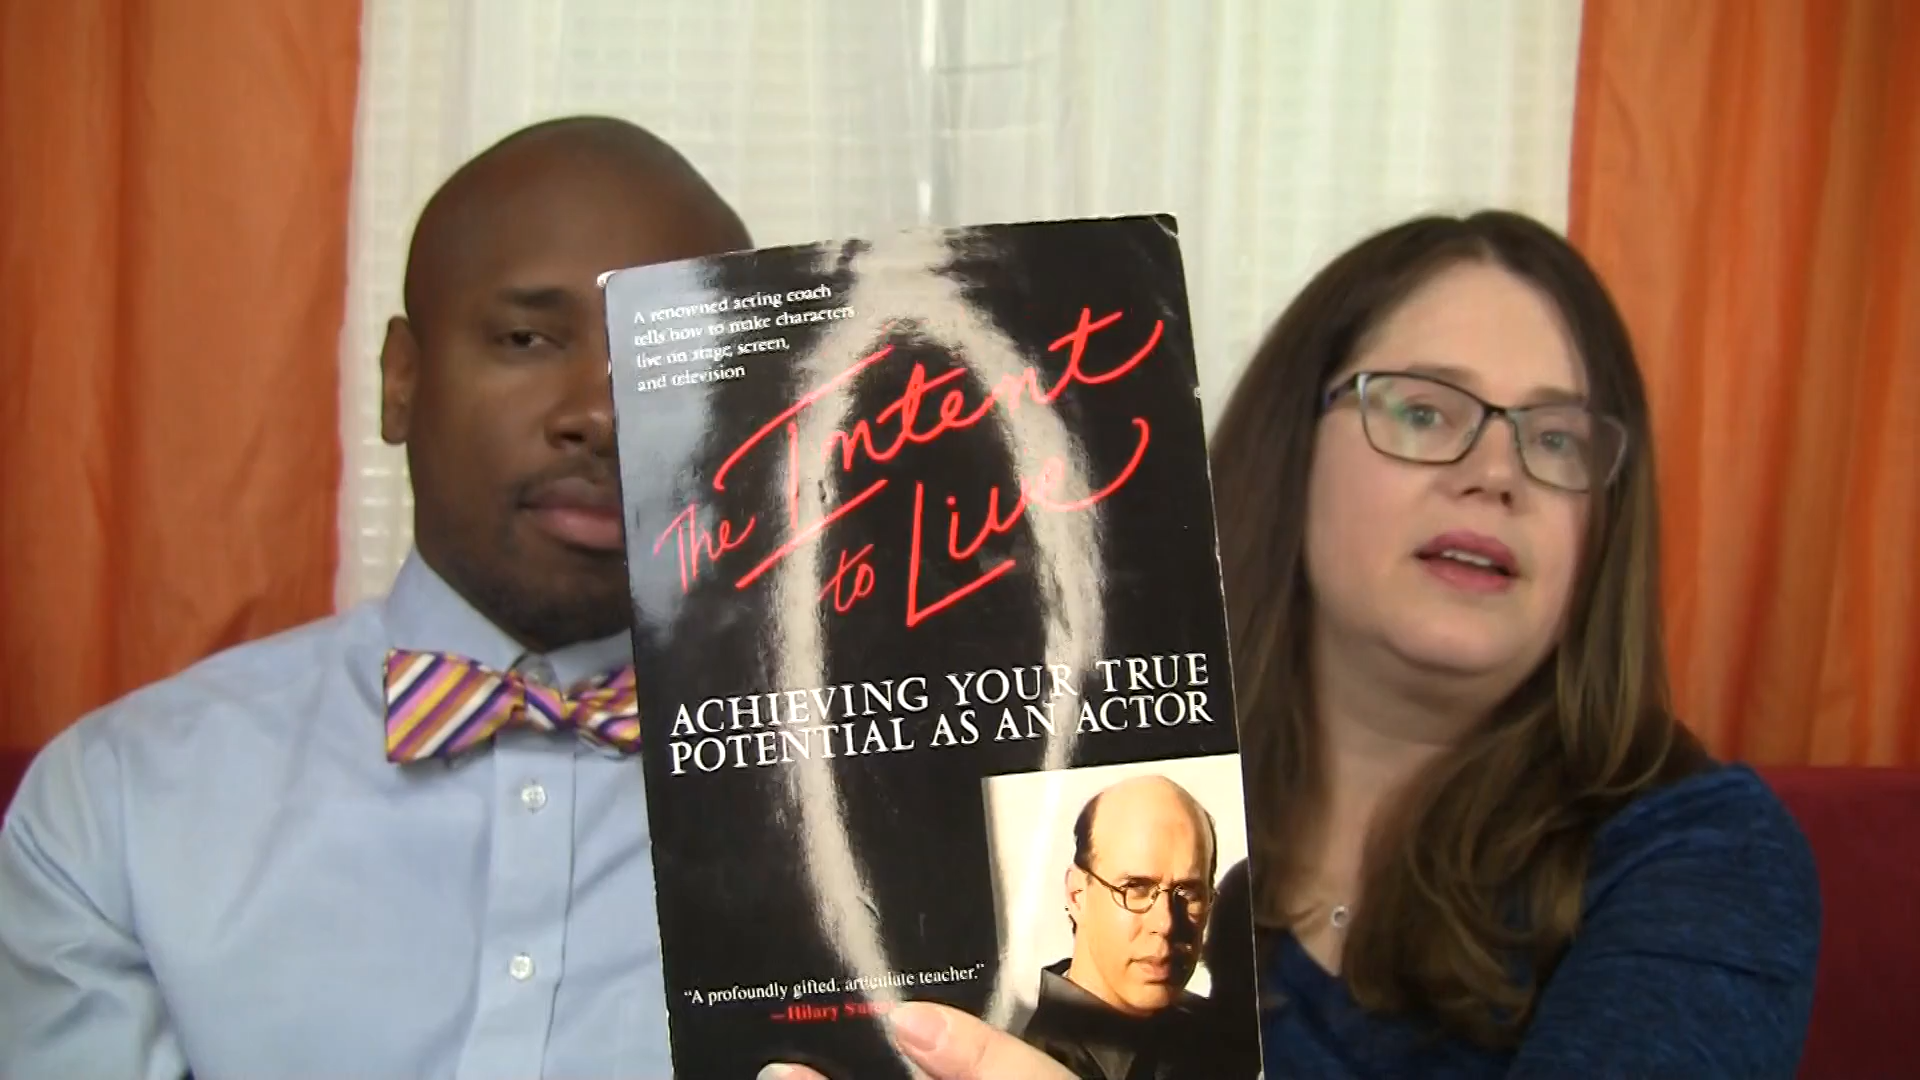 A renowned acting coach
tells how to make characters
live on stage, screen,
and television
The Intent
to Live
ACHIEVING YOUR TRUE
POTENTIAL AS AN ACTOR
“A profoundly gifted, articulate teacher.”
—Hilary